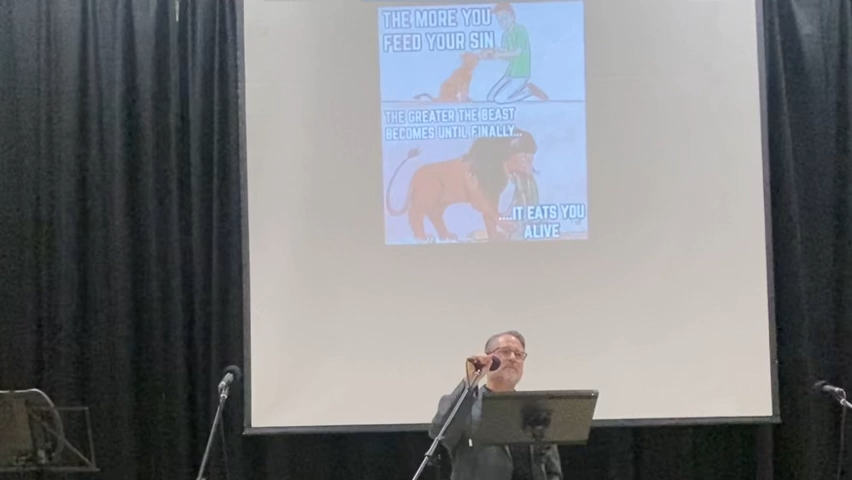 THE MORE YOU
FEED YOUR SIN
THE GREATER THE BEAST
BECOMES UNTIL FINALLY...
....IT EATS YOU
ALIVE